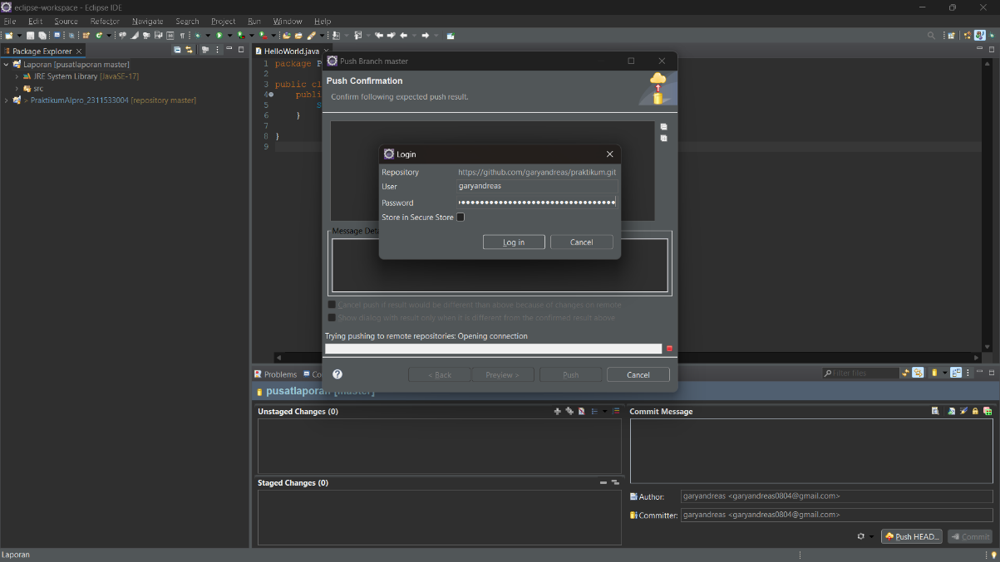 eclipse-workspace - Eclipse IDE
File Edit Source Refactor Navigate Search Project Run Window Help
Package Explorer
Laporan [pusatlaporan master]
JRE System Library [JavaSE-17]
src
> PraktikumAlpro_2311533004 [repository master]
HelloWorld.java
1 package P
2
3 public cl
4 publi
5 S
6 }
7
8 }
9
Push Branch master
Push Confirmation
Confirm following expected push result.
Login
Repository https://github.com/garyandreas/praktikum.git
User garyandreas
Password
Store in Secure Store
Log in Cancel
Message Deta
Cancel push if result would be different than above because of changes on remote
Show dialog with result only when it is different from the confirmed result above
Trying pushing to remote repositories: Opening connection
< Back Preview > Push Cancel
Problems Co
Filter files
pusatlaporan [master]
Unstaged Changes (0)
Staged Changes (0)
Commit Message
Author: garyandreas <garyandreas0804@gmail.com>
Committer: garyandreas <garyandreas0804@gmail.com>
Push HEAD... Commit
Laporan